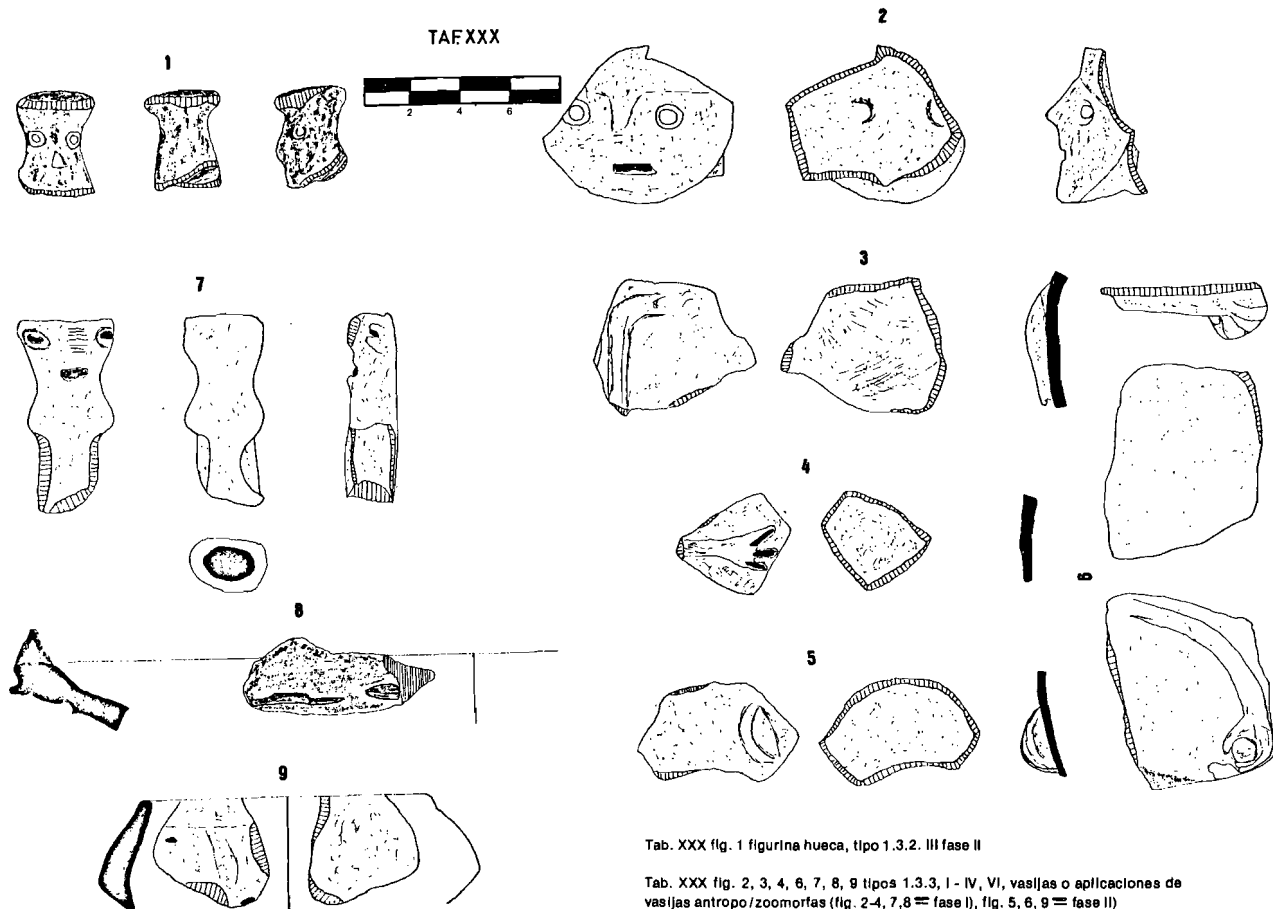 TAF.XXX
1
2
2 4 6
3
7
4
6
8
5
9
Tab. XXX fig. 1 figurina hueca, tipo 1.3.2. III fase II
Tab. XXX fig. 2, 3, 4, 6, 7, 8, 9 tipos 1.3.3, I - IV, VI, vasijas o aplicaciones de
vasijas antropo/zoomorfas (fig. 2-4, 7,8 = fase I), fig. 5, 6, 9 = fase II)